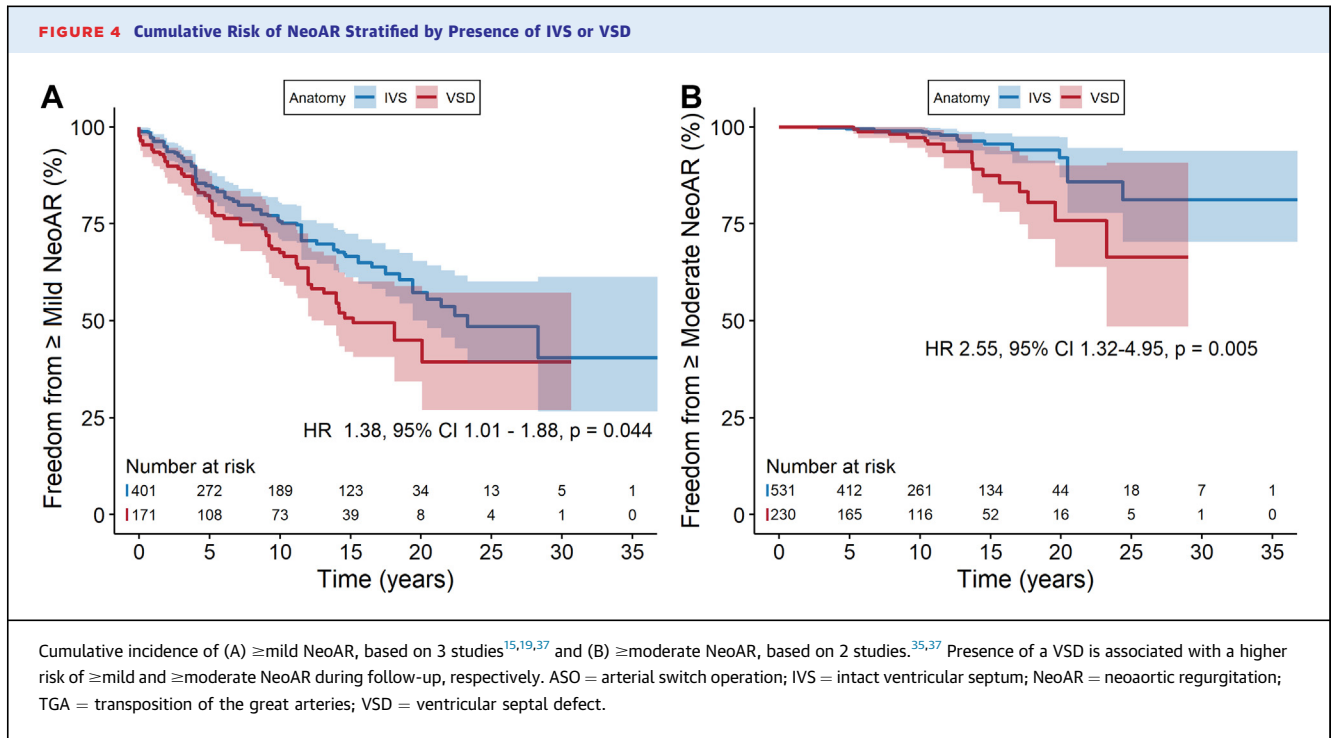 FIGURE 4 Cumulative Risk of NeoAR Stratified by Presence of IVS or VSD
A
Anatomy IVS VSD
Freedom from ≥ Mild NeoAR (%)
100
75
50
25
0
HR 1.38, 95% CI 1.01 - 1.88, p = 0.044
Number at risk
401 272 189 123 34 13 5 1
171 108 73 39 8 4 1 0
0 5 10 15 20 25 30 35
Time (years)
B
Anatomy IVS VSD
Freedom from ≥ Moderate NeoAR (%)
100
75
50
25
0
HR 2.55, 95% CI 1.32-4.95, p = 0.005
Number at risk
531 412 261 134 44 18 7 1
230 165 116 52 16 5 1 0
0 5 10 15 20 25 30 35
Time (years)
Cumulative incidence of (A) ≥mild NeoAR, based on 3 studies15,19,37 and (B) ≥moderate NeoAR, based on 2 studies.35,37 Presence of a VSD is associated with a higher
risk of ≥mild and ≥moderate NeoAR during follow-up, respectively. ASO = arterial switch operation; IVS = intact ventricular septum; NeoAR = neoaortic regurgitation;
TGA = transposition of the great arteries; VSD = ventricular septal defect.